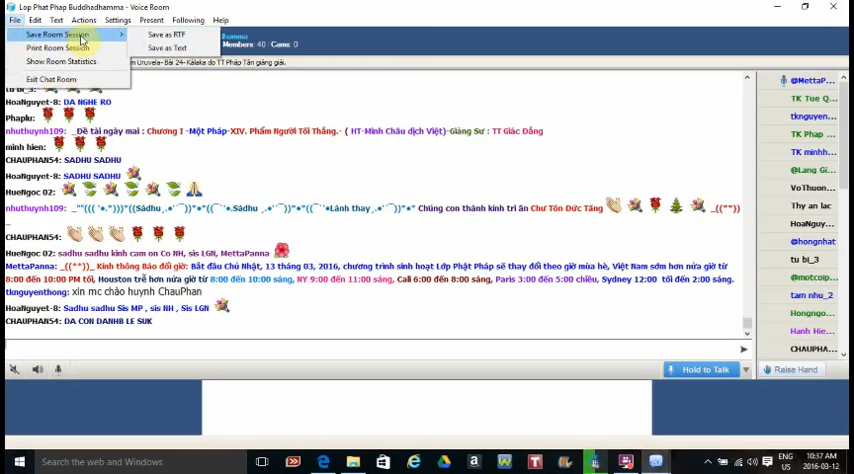 Lop Phat Phap Buddhadhamma - Voice Room
File Edit Text Actions Settings Present Following Help
Save Room Session
Print Room Session
Show Room Statistics
Exit Chat Room
Save as RTF
Save as Text
Members: 40 Cams: 0
Uruvela- Bài 24-Kàlaka do TT Pháp Tân giảng giải.
tu bi_3:
HoaNguyet-8: DA NGHE RO
Phaplu:
nhuthuynh109: _Đề tài ngày mai : Chương I -Một Pháp-XIV. Phẩm Người Tối Thắng.- ( HT-Minh Châu dịch Việt)-Giảng Sư : TT Giác Đẳng
minh hien:
CHAUPHAN54: SADHU SADHU
HueNguyet-8: SADHU SADHU
HueNgoc 02:
Chúng con thành kính tri ân Chư Tôn Đức Tăng _((**))_
CHAUPHAN54:
HueNgoc 02: sadhu sadhu kinh cam on Co NH, sis LGN, MettaPanna
MettaPanna: _((**))_ Kính thông Báo đổi giờ: Bắt đầu Chủ Nhật, 13 tháng 03, 2016, chương trình sinh hoạt Lớp Phật Pháp sẽ thay đổi theo giờ mùa hè, Việt Nam sớm hơn nửa giờ từ
8:00 đến 10:00 PM tối, Houston trễ hơn nửa giờ từ 8:00 đến 10:00 sáng, NY 9:00 đến 11:00 sáng, Cali 6:00 đến 8:00 sáng, Paris 3:00 đến 5:00 chiều, Sydney 12:00 tối đến 2:00 sáng.
tknguyenthong: xin mc chào huynh ChauPhan
HoaNguyet-8: Sadhu sadhu Sis MP , sis NH , Sis LGN
CHAUPHAN54: DA CON DANHB LE SUK
@MettaP...
TK Tue Q...
tknguyen...
TK Phap ...
TK minhh...
@Lang Gi...
VoThuon...
Thy an lac
HoaNguy...
@hongnhat
tu bi_3
@motcoip...
tam nhu_2
Hongngo...
Hanh Hie...
CHAUPHA...
Hold to Talk
Raise Hand
Search the web and Windows
ENG
US
10:37 AM
2016-03-12